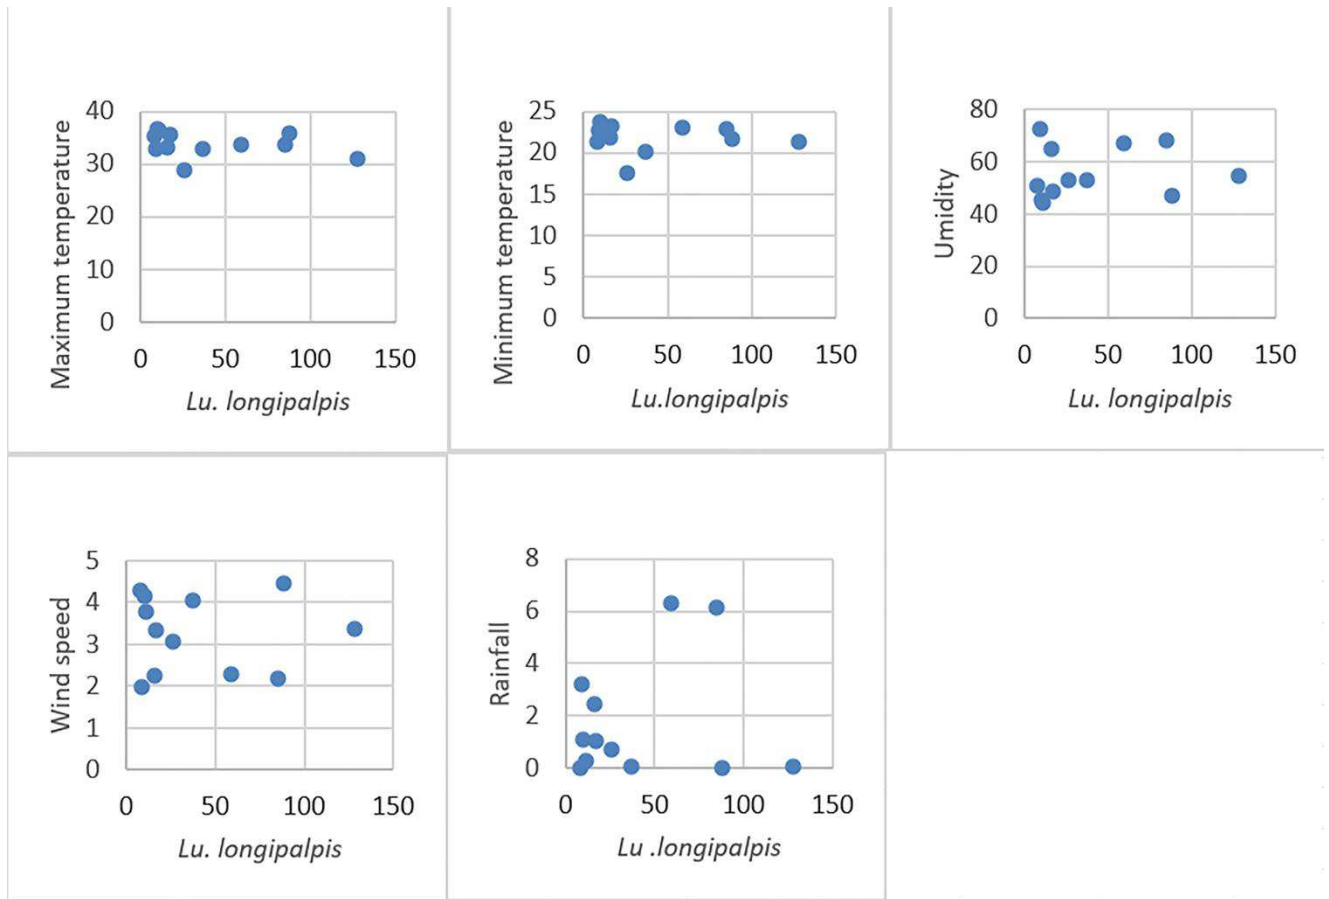 Maximum temperature
40
30
20
10
0
0 50 100 150
Lu. longipalpis
Minimum temperature
25
20
15
10
5
0
0 50 100 150
Lu.longipalpis
Umidity
80
60
40
20
0
0 50 100 150
Lu. longipalpis
Wind speed
5
4
3
2
1
0
0 50 100 150
Lu. longipalpis
Rainfall
8
6
4
2
0
0 50 100 150
Lu .longipalpis